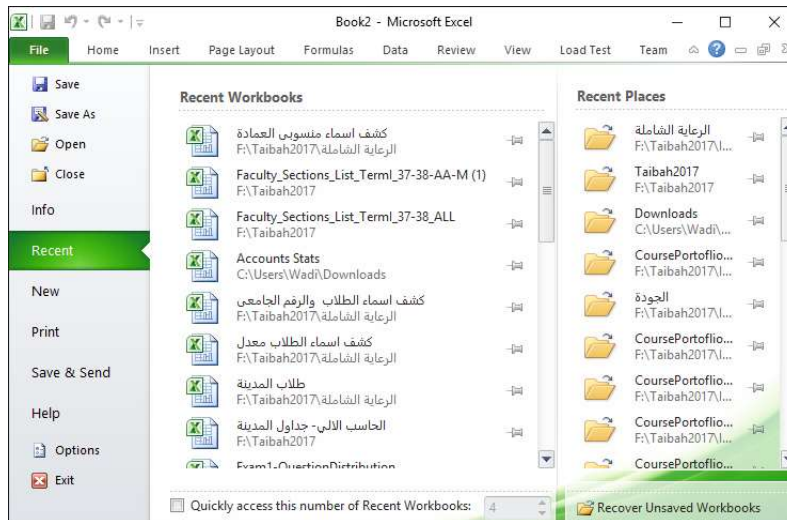 Book2 - Microsoft Excel
File Home Insert Page Layout Formulas Data Review View Load Test Team
Save
Save As
Open
Close
Info
Recent
New
Print
Save & Send
Help
Options
Exit
Recent Workbooks
كشف اسماء منسوبى العمادة
F:\Taibah2017\الرعاية الشاملة
Faculty_Sections_List_TermI_37-38-AA-M (1)
F:\Taibah2017
Faculty_Sections_List_TermI_37-38_ALL
F:\Taibah2017
Accounts Stats
C:\Users\Wadi\Downloads
كشف اسماء الطلاب والرقم الجامعى
F:\Taibah2017\الرعاية الشاملة
كشف اسماء الطلاب معدل
F:\Taibah2017\الرعاية الشاملة
طلاب المدينة
F:\Taibah2017\الرعاية الشاملة
الحاسب الالي- جداول المدينة
F:\Taibah2017
Exam1-QuestionDistribution
Quickly access this number of Recent Workbooks: 4
Recent Places
الرعاية الشاملة
F:\Taibah2017\ا...
Taibah2017
F:\Taibah2017
Downloads
C:\Users\Wadi\...
CoursePortoflio...
F:\Taibah2017\ا...
الجودة
F:\Taibah2017\ا...
CoursePortoflio...
F:\Taibah2017\ا...
CoursePortoflio...
F:\Taibah2017\ا...
CoursePortoflio...
F:\Taibah2017\ا...
CoursePortoflio...
Recover Unsaved Workbooks